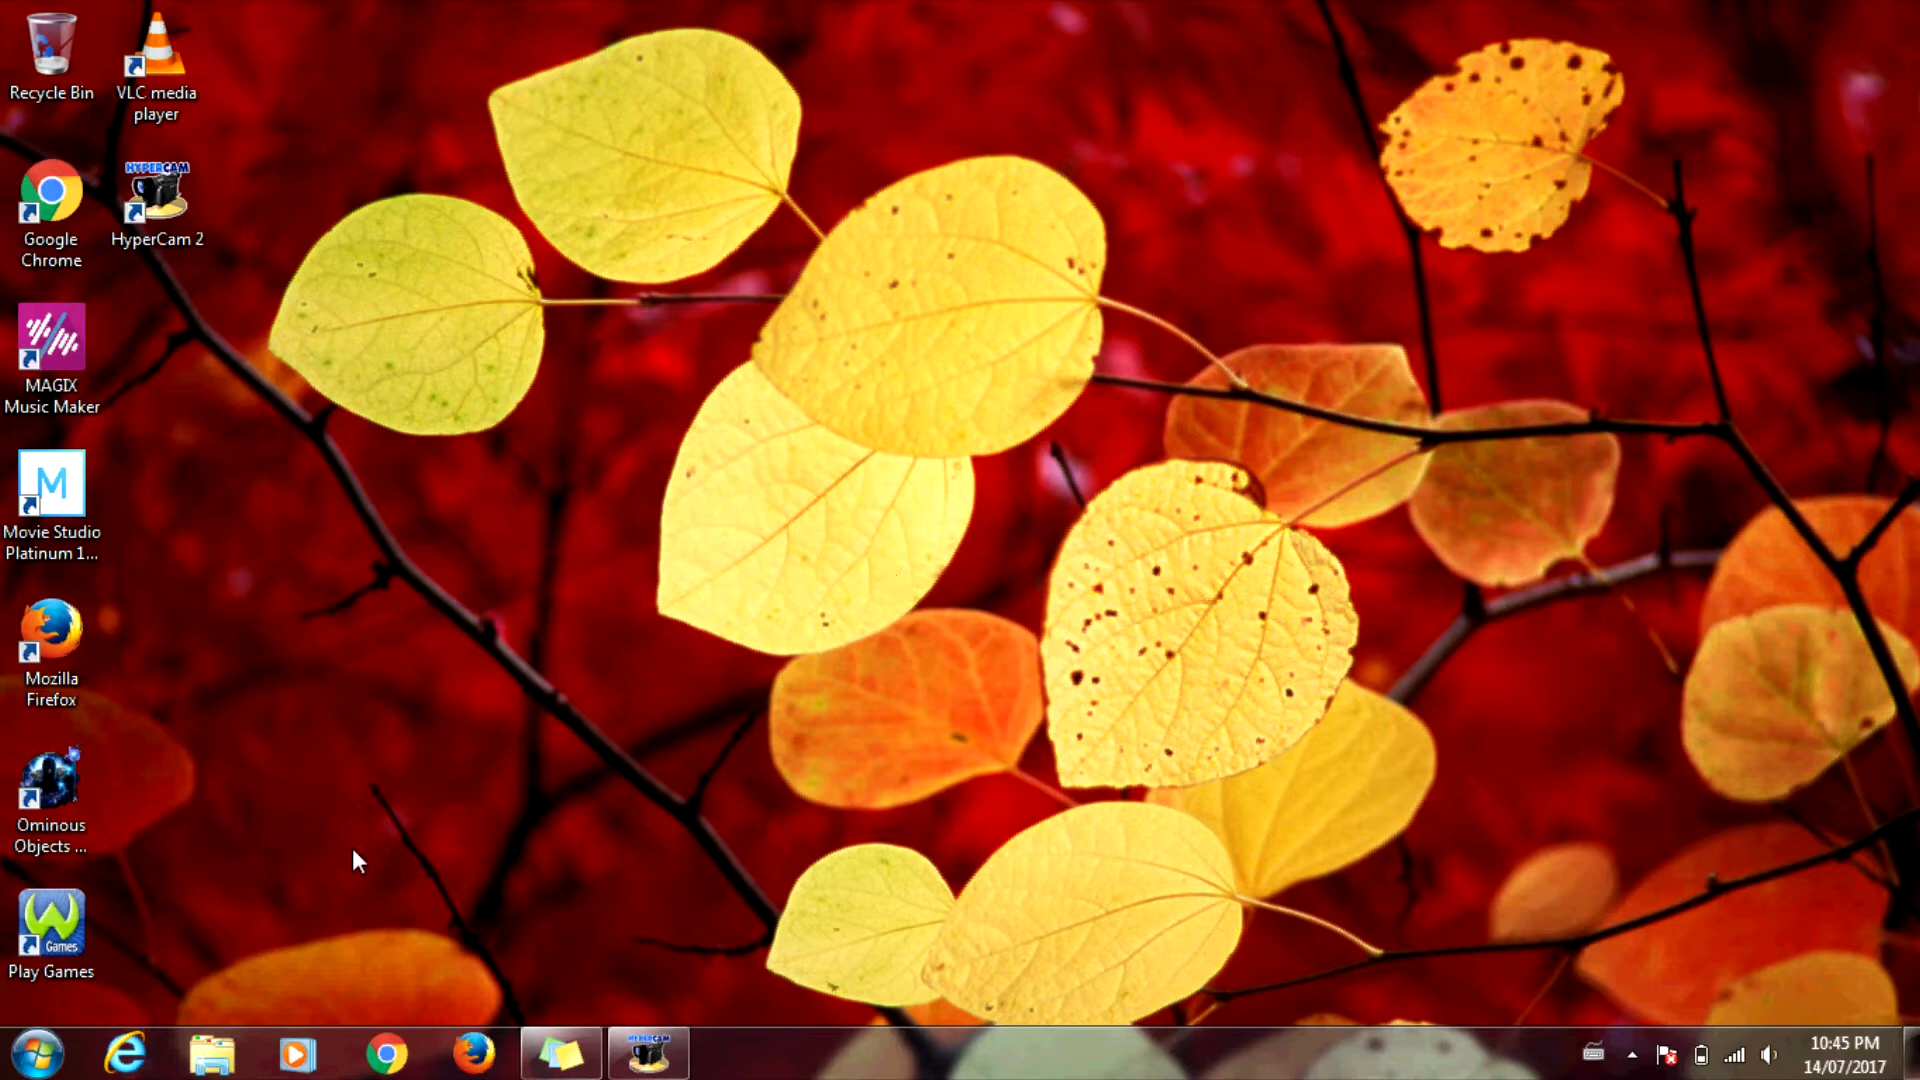 Recycle Bin
VLC media
player
Google
Chrome
HYPERCAM
HyperCam 2
MAGIX
Music Maker
M
Movie Studio
Platinum 1...
Mozilla
Firefox
Ominous
Objects ...
Games
Play Games
HYPERCAM
10:45 PM
14/07/2017